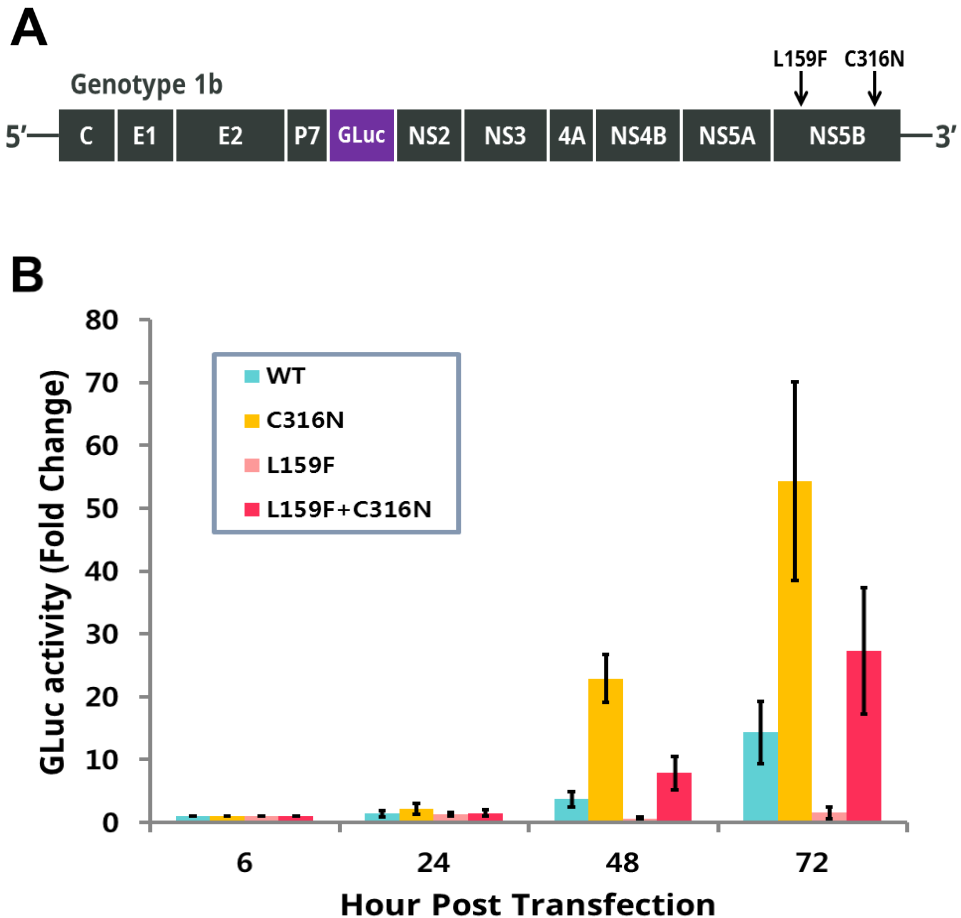 A
L159F C316N
Genotype 1b
5’ C E1 E2 P7 GLuc NS2 NS3 4A NS4B NS5A NS5B 3’
B
80
70
60
50
40
30
20
10
0
GLuc activity (Fold Change)
WT
C316N
L159F
L159F+C316N
6 24 48 72
Hour Post Transfection